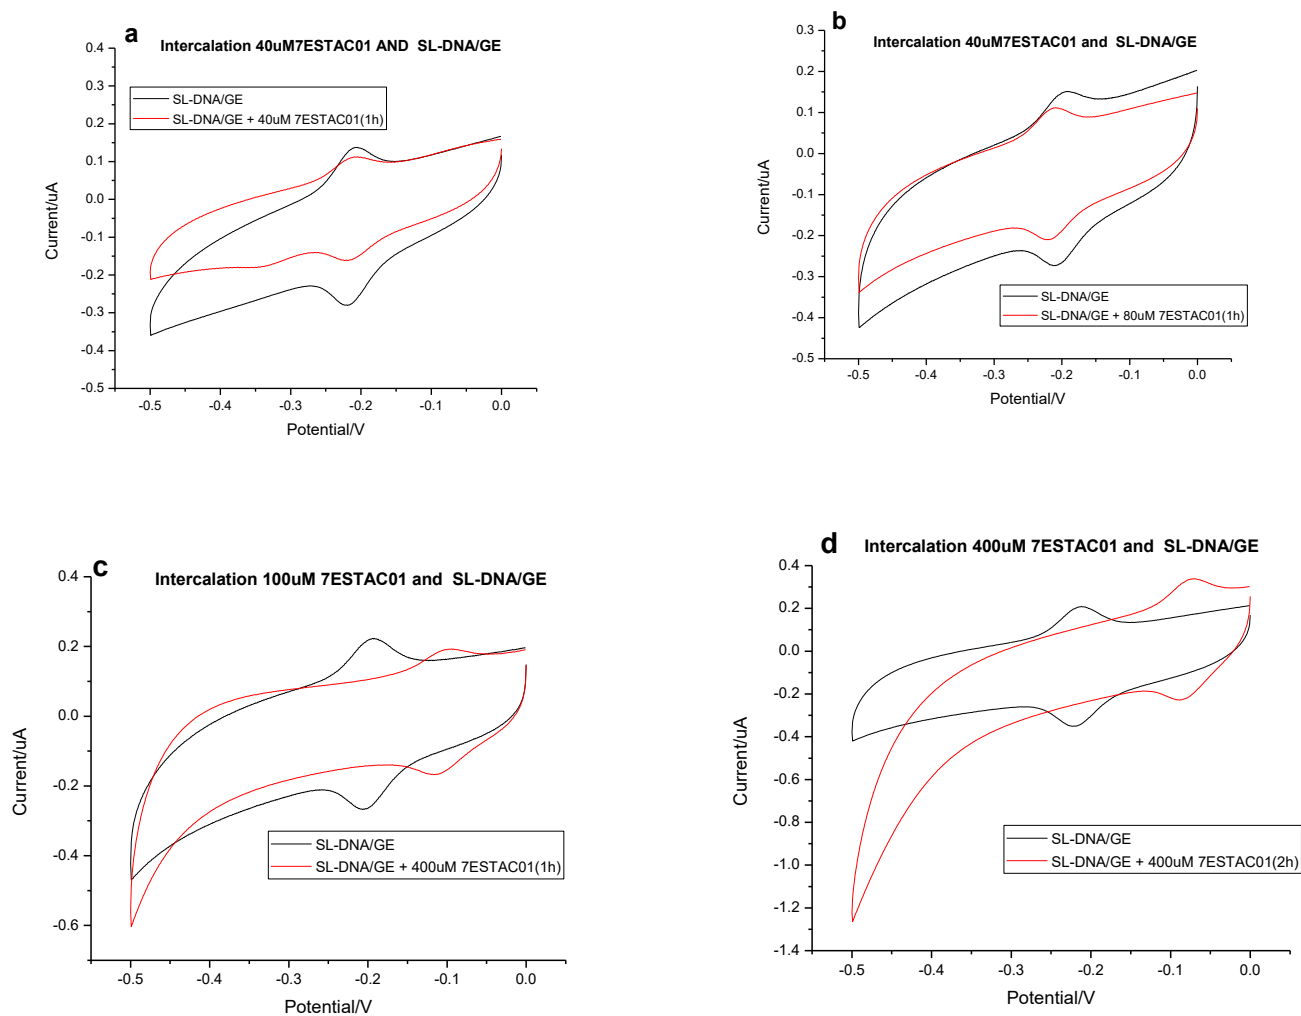 a
Intercalation 40uM7ESTAC01 AND SL-DNA/GE
0.4
0.3
0.2
0.1
0.0
-0.1
-0.2
-0.3
-0.4
-0.5
Current/uA
SL-DNA/GE
SL-DNA/GE + 40uM 7ESTAC01(1h)
-0.5 -0.4 -0.3 -0.2 -0.1 0.0
Potential/V
b
Intercalation 40uM7ESTAC01 and SL-DNA/GE
0.3
0.2
0.1
0.0
-0.1
-0.2
-0.3
-0.4
-0.5
Current/uA
SL-DNA/GE
SL-DNA/GE + 80uM 7ESTAC01(1h)
-0.5 -0.4 -0.3 -0.2 -0.1 0.0
Potential/V
c
Intercalation 100uM 7ESTAC01 and SL-DNA/GE
0.4
0.2
0.0
-0.2
-0.4
-0.6
Current/uA
SL-DNA/GE
SL-DNA/GE + 400uM 7ESTAC01(1h)
-0.5 -0.4 -0.3 -0.2 -0.1 0.0
Potential/V
d
Intercalation 400uM 7ESTAC01 and SL-DNA/GE
0.4
0.2
0.0
-0.2
-0.4
-0.6
-0.8
-1.0
-1.2
-1.4
Current/uA
SL-DNA/GE
SL-DNA/GE + 400uM 7ESTAC01(2h)
-0.5 -0.4 -0.3 -0.2 -0.1 0.0
Potential/V